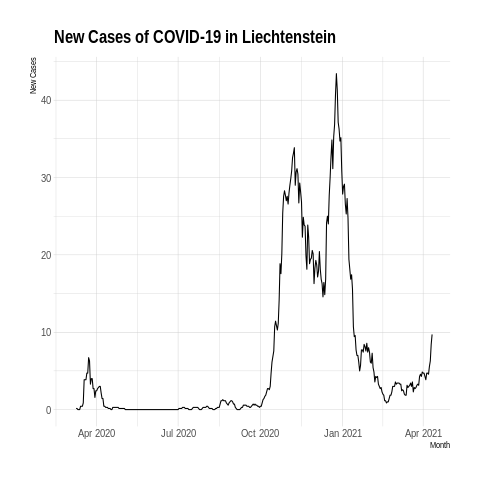 New Cases of COVID-19 in Liechtenstein
New Cases
40
30
20
10
0
Apr 2020 Jul 2020 Oct 2020 Jan 2021 Apr 2021
Month